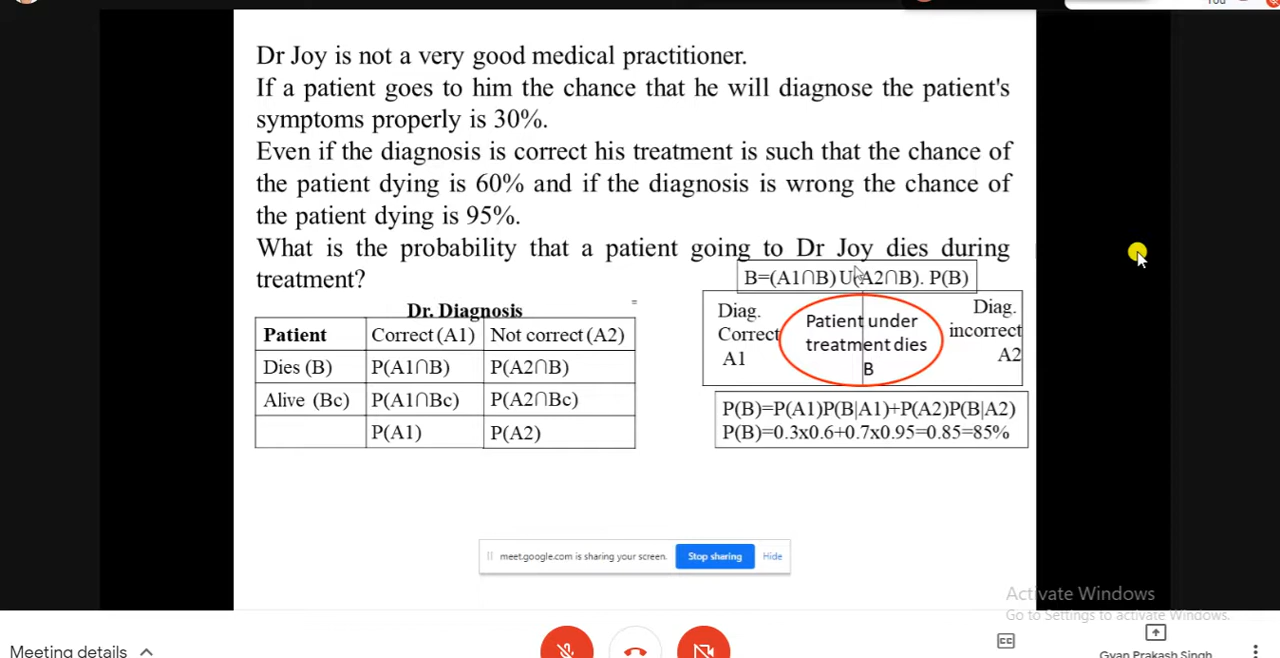 You
Dr Joy is not a very good medical practitioner.
If a patient goes to him the chance that he will diagnose the patient's
symptoms properly is 30%.
Even if the diagnosis is correct his treatment is such that the chance of
the patient dying is 60% and if the diagnosis is wrong the chance of
the patient dying is 95%.
What is the probability that a patient going to Dr Joy dies during
treatment?
B=(A1∩B) U(A2∩B). P(B)
Dr. Diagnosis
Patient Correct (A1) Not correct (A2)
Dies (B) P(A1∩B) P(A2∩B)
Alive (Bc) P(A1∩Bc) P(A2∩Bc)
P(A1) P(A2)
Diag.
Correct
A1
Patient under
treatment dies
B
Diag.
incorrect
A2
P(B)=P(A1)P(B|A1)+P(A2)P(B|A2)
P(B)=0.3x0.6+0.7x0.95=0.85=85%
meet.google.com is sharing your screen. Stop sharing Hide
Activate Windows
Go to Settings to activate Windows.
Meeting details
CC
Gyan Prakash Singh